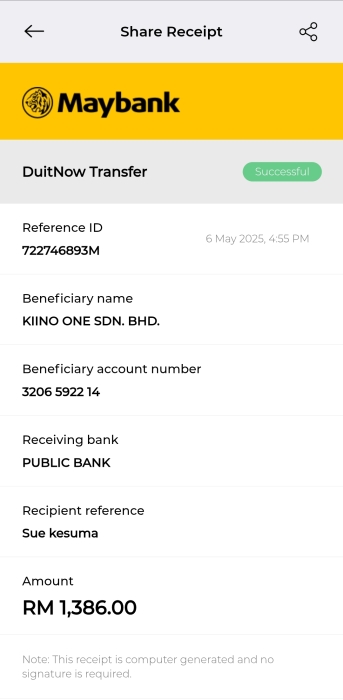 Share Receipt
Maybank
DuitNow Transfer
Successful
Reference ID
6 May 2025, 4:55 PM
722746893M
Beneficiary name
KIINO ONE SDN. BHD.
Beneficiary account number
3206 5922 14
Receiving bank
PUBLIC BANK
Recipient reference
Sue kesuma
Amount
RM 1,386.00
Note: This receipt is computer generated and no
signature is required.